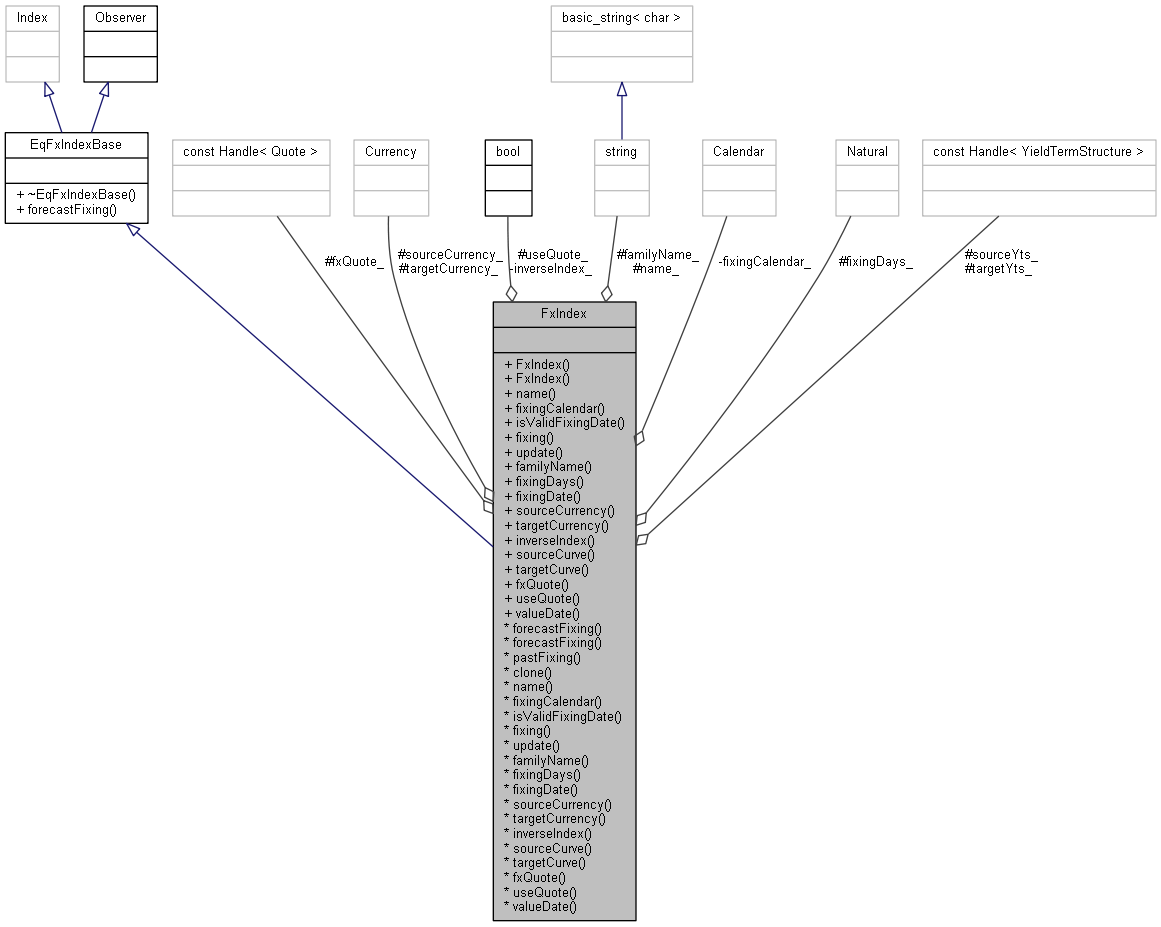 Index
Observer
basic_string< char >
EqFxIndexBase
+ ~EqFxIndexBase()
+ forecastFixing()
const Handle< Quote >
Currency
bool
string
Calendar
Natural
const Handle< YieldTermStructure >
#fxQuote_
#sourceCurrency_
#targetCurrency_
#useQuote_
-inverseIndex_
#familyName_
#name_
-fixingCalendar_
#fixingDays_
#sourceYts_
#targetYts_
FxIndex
+ FxIndex()
+ FxIndex()
+ name()
+ fixingCalendar()
+ isValidFixingDate()
+ fixing()
+ update()
+ familyName()
+ fixingDays()
+ fixingDate()
+ sourceCurrency()
+ targetCurrency()
+ inverseIndex()
+ sourceCurve()
+ targetCurve()
+ fxQuote()
+ useQuote()
+ valueDate()
* forecastFixing()
* forecastFixing()
* pastFixing()
* clone()
* name()
* fixingCalendar()
* isValidFixingDate()
* fixing()
* update()
* familyName()
* fixingDays()
* fixingDate()
* sourceCurrency()
* targetCurrency()
* inverseIndex()
* sourceCurve()
* targetCurve()
* fxQuote()
* useQuote()
* valueDate()